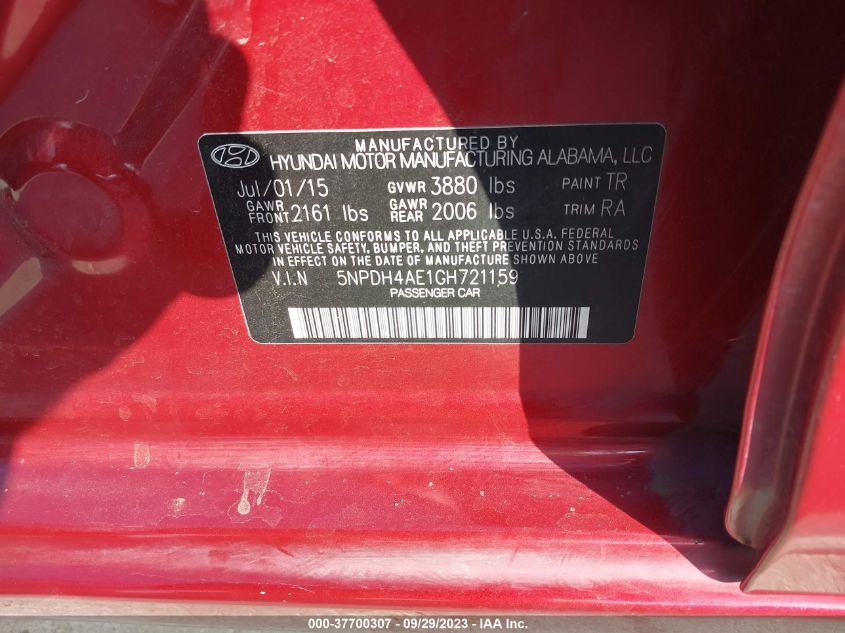 MANUFACTURED BY
HYUNDAI MOTOR MANUFACTURING ALABAMA, LLC
Jul/01/15 GVWR 3880 lbs PAINT TR
GAWR FRONT 2161 lbs GAWR REAR 2006 lbs TRIM RA
THIS VEHICLE CONFORMS TO ALL APPLICABLE U.S.A. FEDERAL
MOTOR VEHICLE SAFETY, BUMPER, AND THEFT PREVENTION STANDARDS
IN EFFECT ON THE DATE OF MANUFACTURE SHOWN ABOVE.
V.I.N 5NPDH4AE1GH721159
PASSENGER CAR
000-37700307 - 09/29/2023 - IAA Inc.